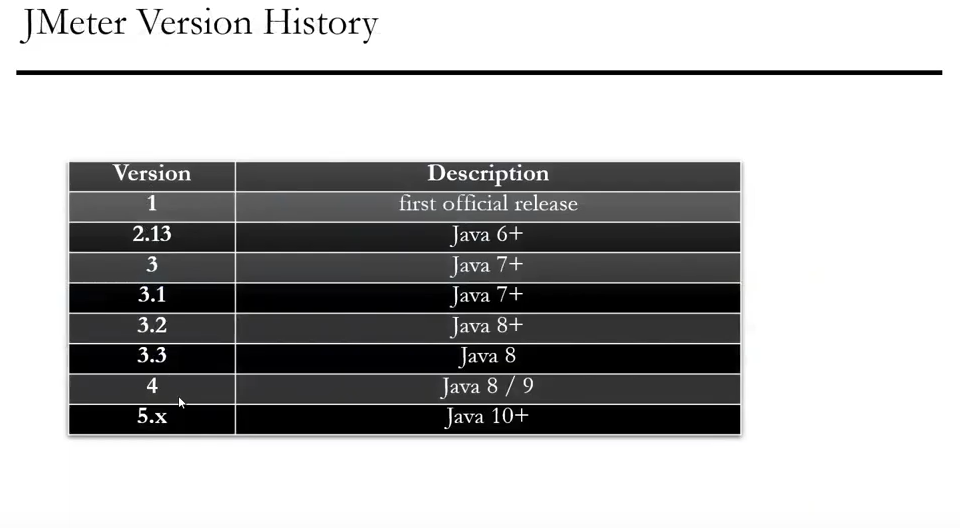 JMeter Version History
Version Description
1 first official release
2.13 Java 6+
3 Java 7+
3.1 Java 7+
3.2 Java 8+
3.3 Java 8
4 Java 8 / 9
5.x Java 10+